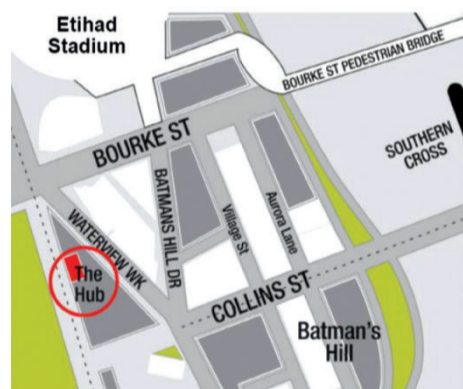 Etihad
Stadium
BOURKE ST PEDESTRIAN BRIDGE
BOURKE ST
SOUTHERN
CROSS
BATMANS HILL DR
Village St
Aurora Lane
WATERVIEW WK
The
Hub
COLLINS ST
Batman's
Hill